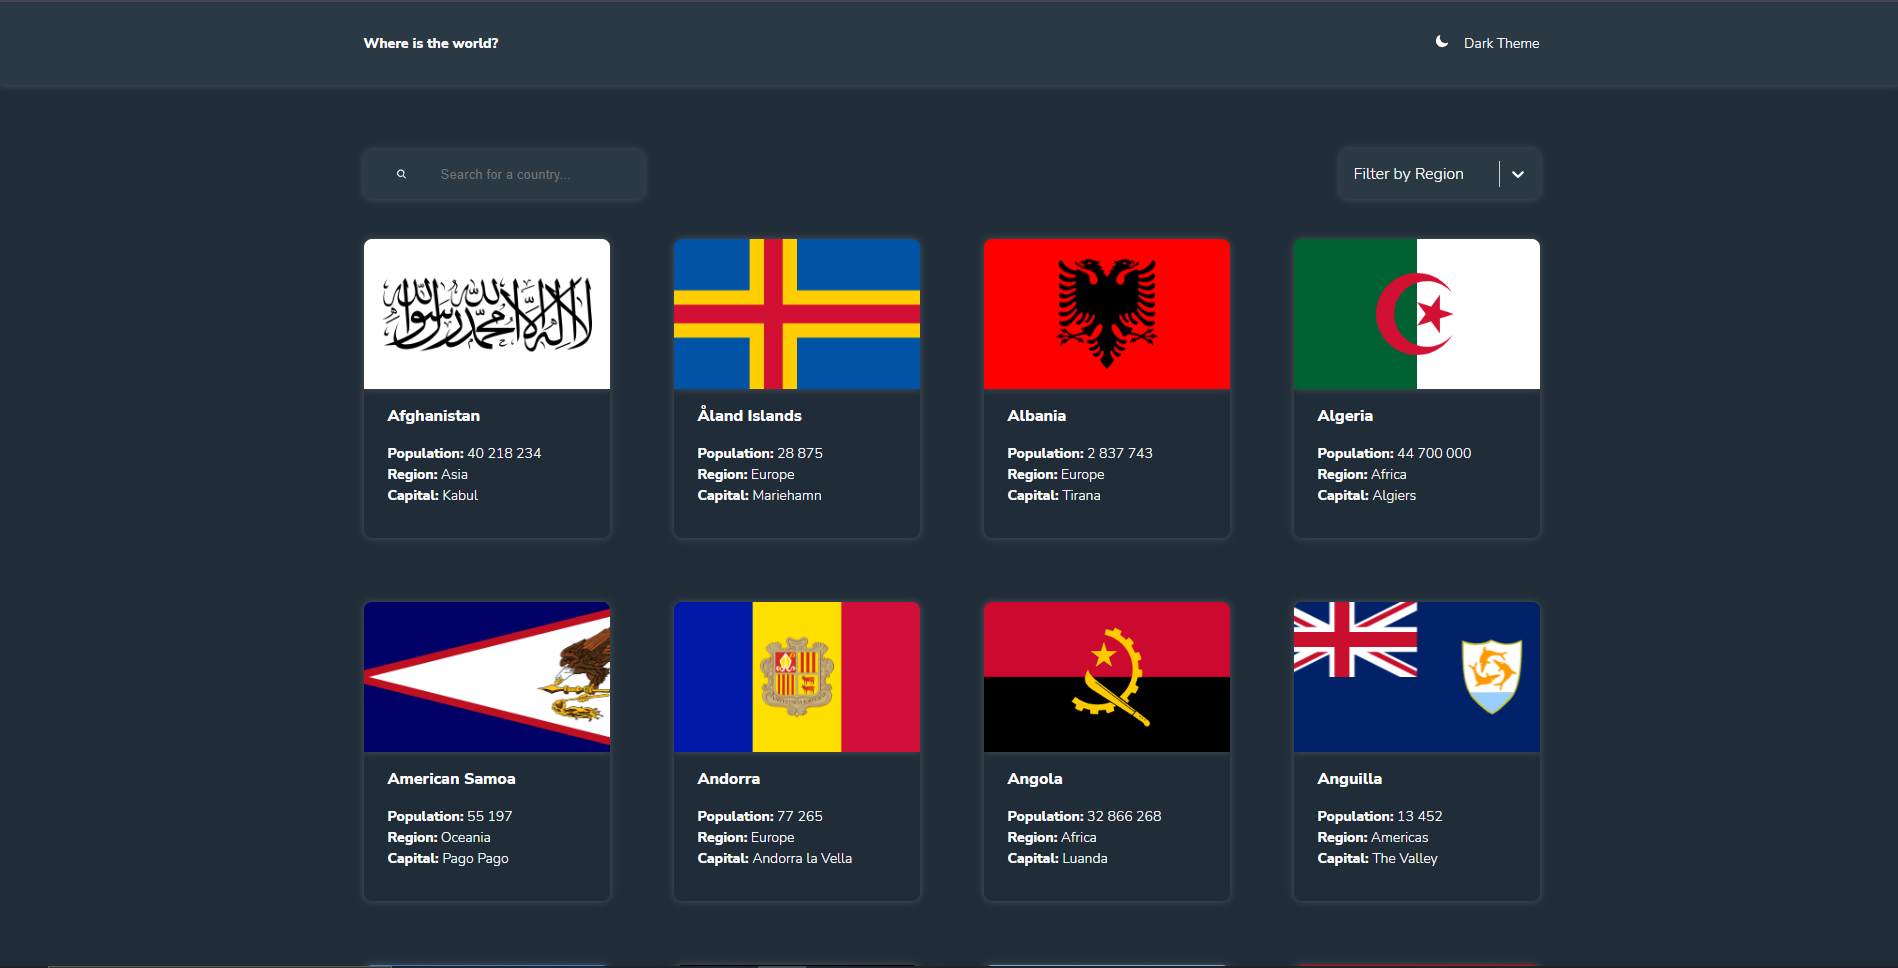 Where is the world?
Dark Theme
Search for a country...
Filter by Region
لا إله إلا الله محمد رسول الله
Afghanistan
Population: 40 218 234
Region: Asia
Capital: Kabul
Åland Islands
Population: 28 875
Region: Europe
Capital: Mariehamn
Albania
Population: 2 837 743
Region: Europe
Capital: Tirana
Algeria
Population: 44 700 000
Region: Africa
Capital: Algiers
American Samoa
Population: 55 197
Region: Oceania
Capital: Pago Pago
Andorra
Population: 77 265
Region: Europe
Capital: Andorra la Vella
Angola
Population: 32 866 268
Region: Africa
Capital: Luanda
Anguilla
Population: 13 452
Region: Americas
Capital: The Valley